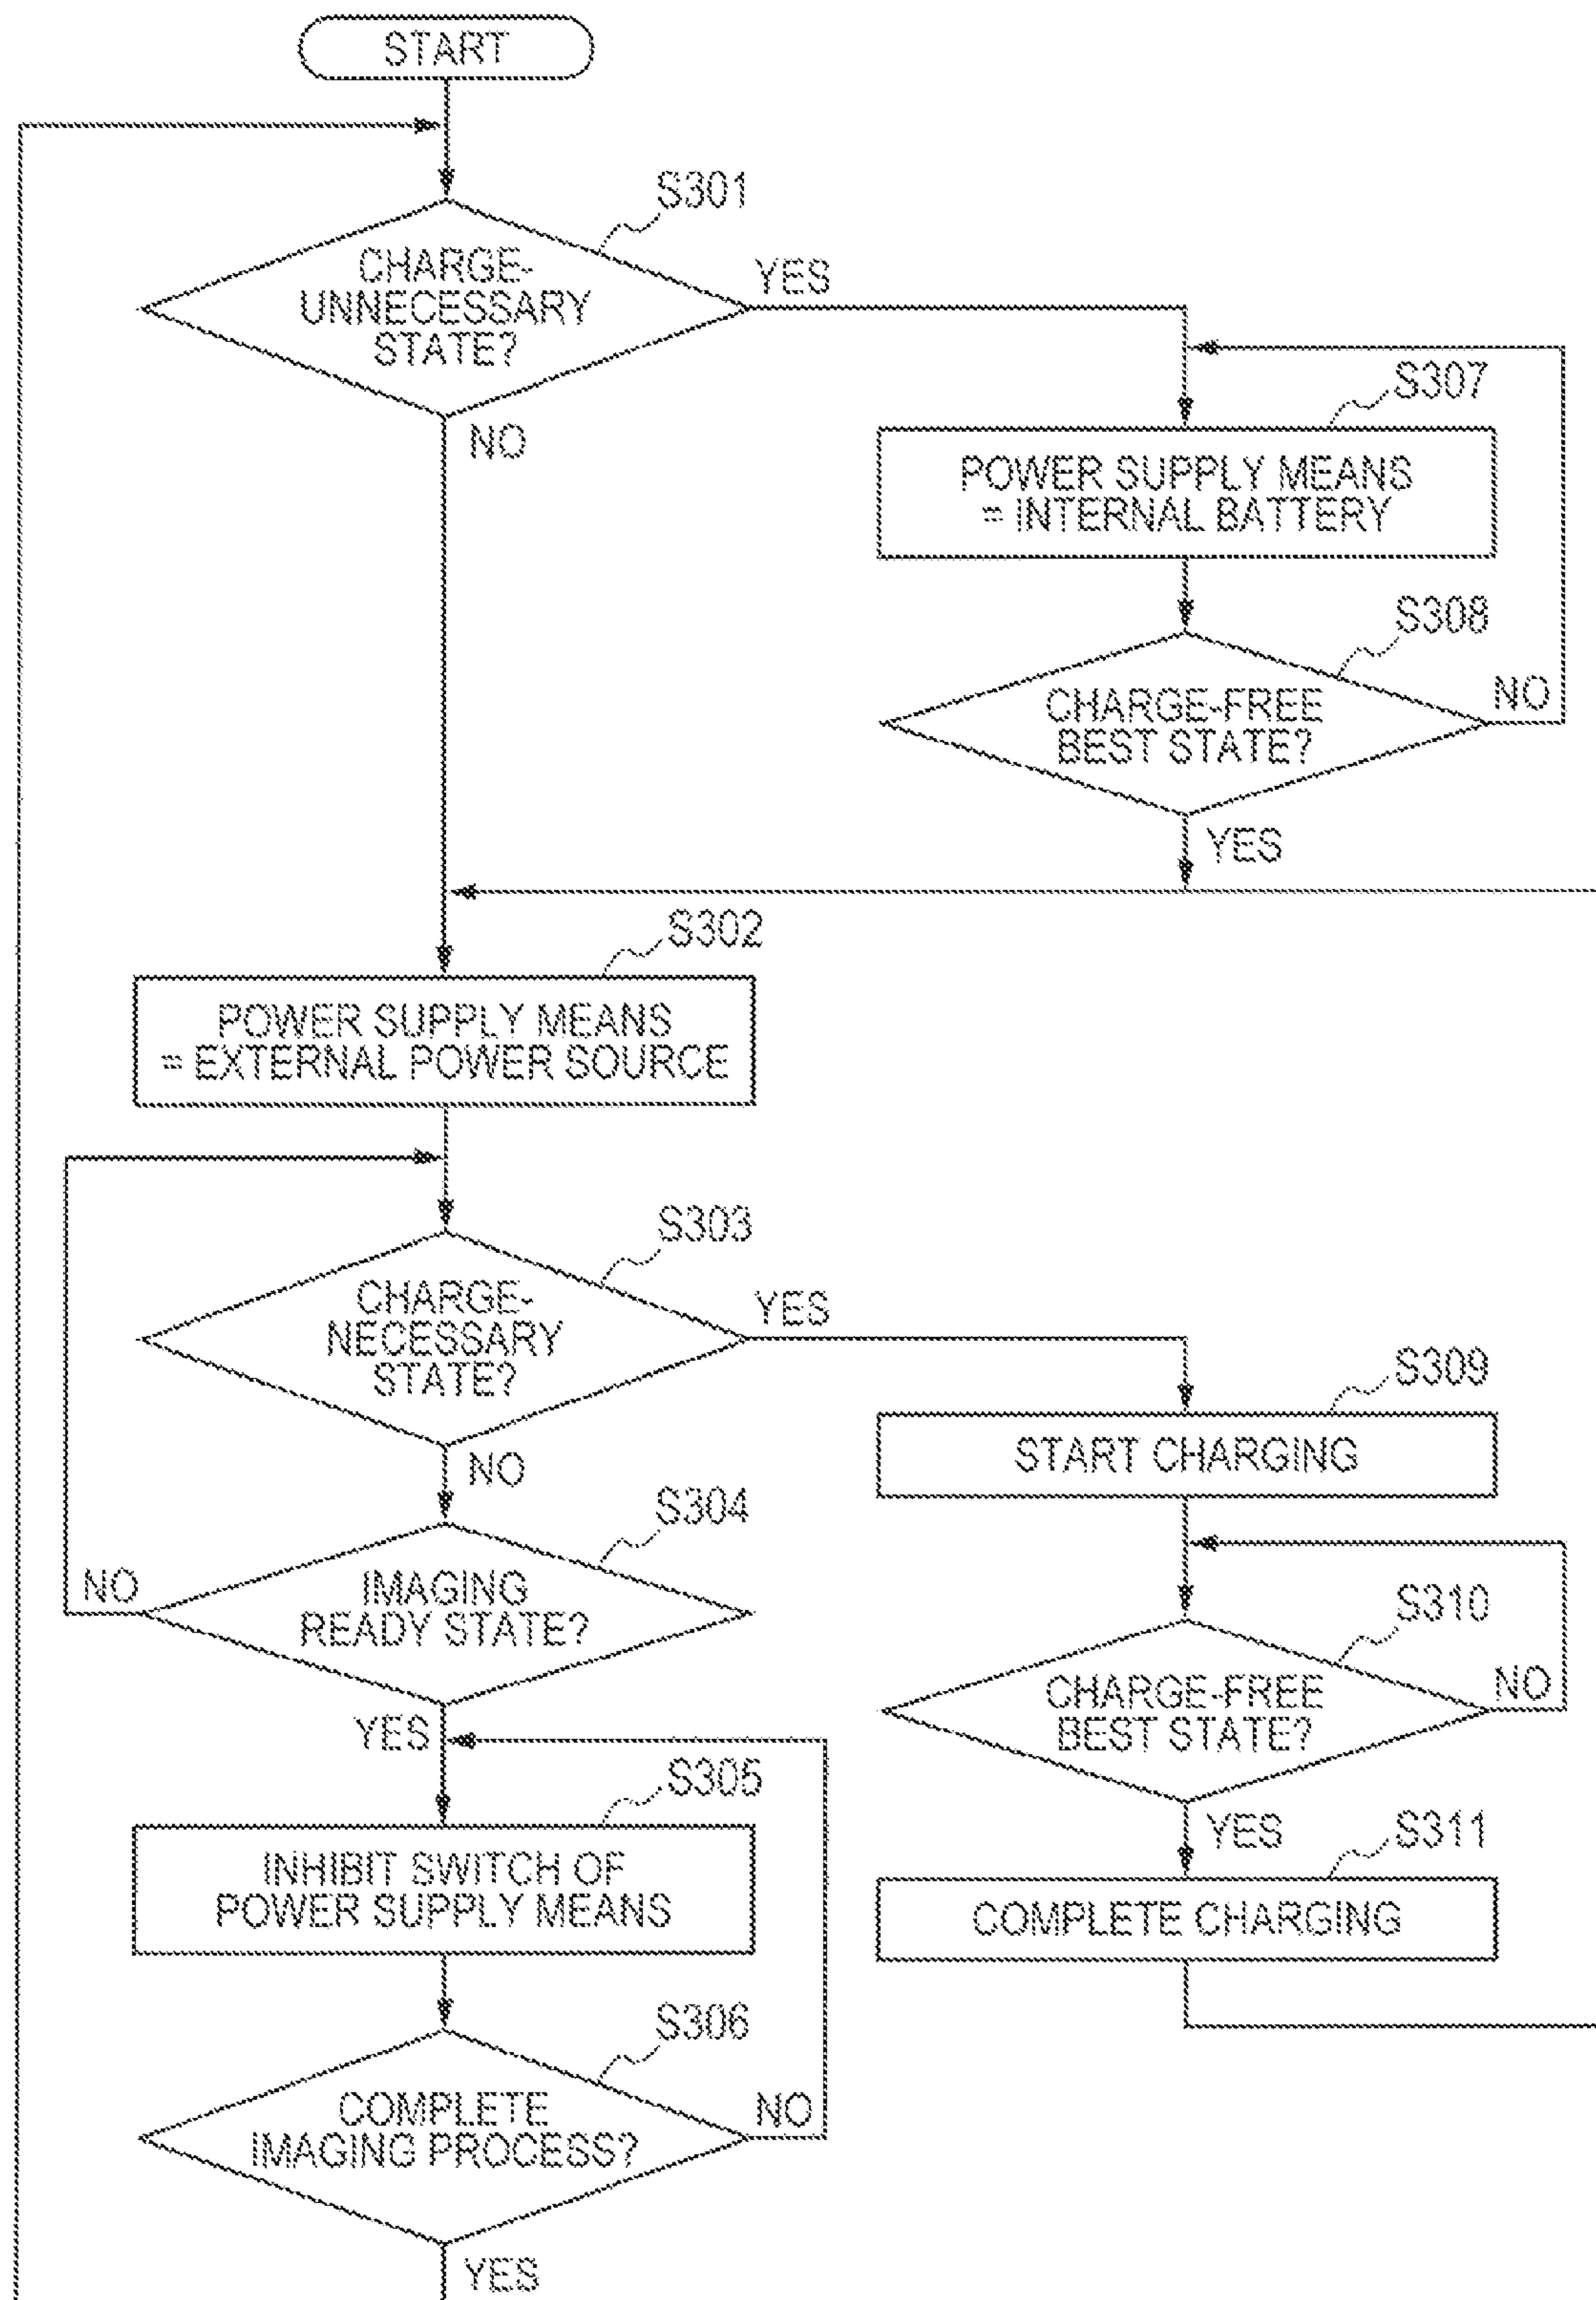 START
S301
CHARGE-
UNNECESSARY
STATE?
YES
NO
S307
POWER SUPPLY MEANS
= INTERNAL BATTERY
S308
CHARGE-FREE
BEST STATE?
NO
YES
S302
POWER SUPPLY MEANS
= EXTERNAL POWER SOURCE
S303
CHARGE-
NECESSARY
STATE?
YES
NO
S309
START CHARGING
S304
IMAGING
READY STATE?
NO
YES
S310
CHARGE-FREE
BEST STATE?
NO
YES
S305
INHIBIT SWITCH OF
POWER SUPPLY MEANS
S311
COMPLETE CHARGING
S306
COMPLETE
IMAGING PROCESS?
NO
YES